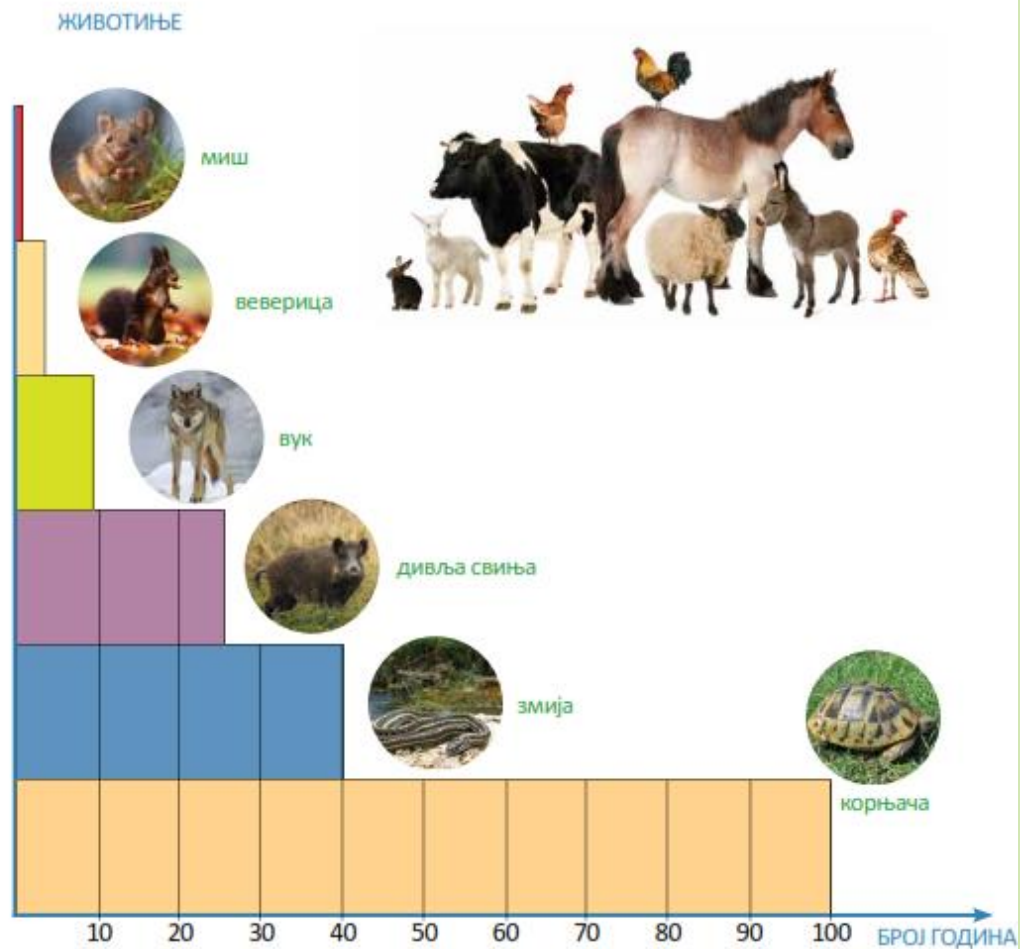 ЖИВОТИЊЕ
миш
веверица
вук
дивља свиња
змија
корњача
10 20 30 40 50 60 70 80 90 100
БРОЈ ГОДИНА